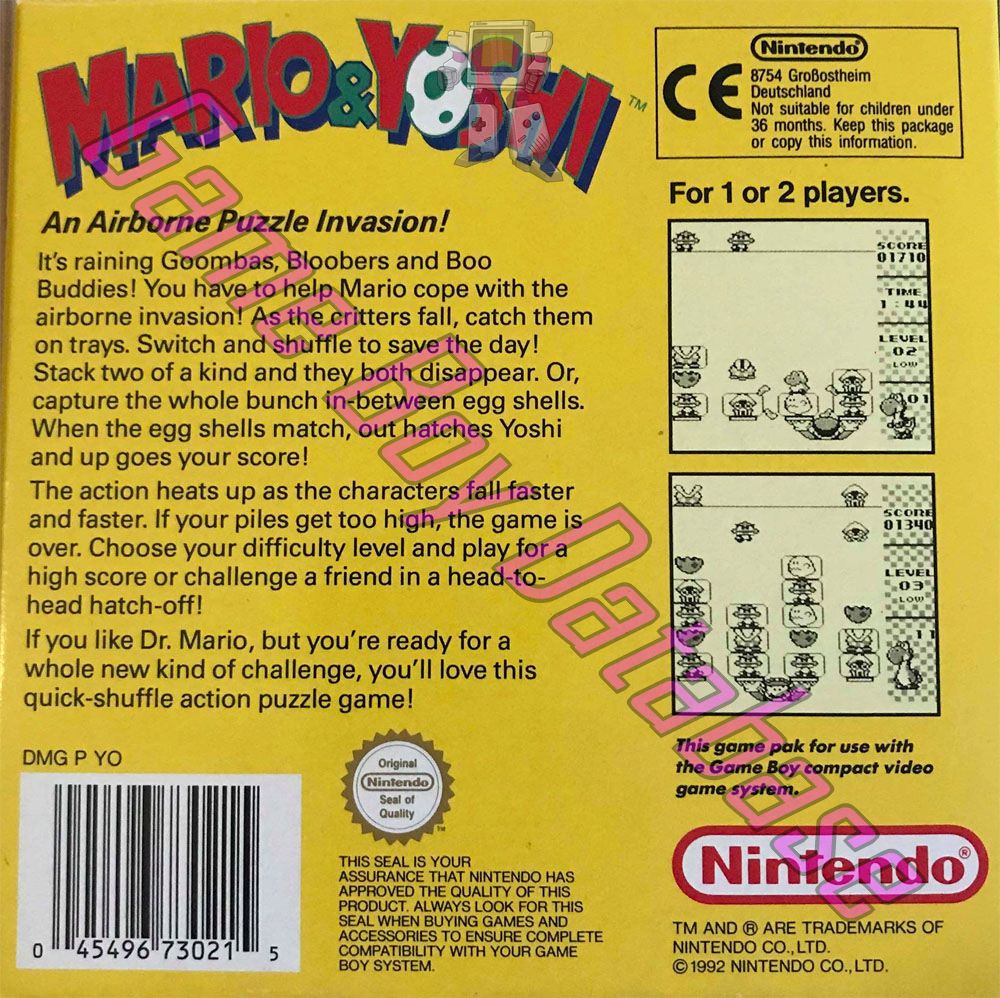 MARIO & YOSHI ™
An Airborne Puzzle Invasion!
It's raining Goombas, Bloobers and Boo
Buddies! You have to help Mario cope with the
airborne invasion! As the critters fall, catch them
on trays. Switch and shuffle to save the day!
Stack two of a kind and they both disappear. Or,
capture the whole bunch in-between egg shells.
When the egg shells match, out hatches Yoshi
and up goes your score!
The action heats up as the characters fall faster
and faster. If your piles get too high, the game is
over. Choose your difficulty level and play for a
high score or challenge a friend in a head-to-
head hatch-off!
If you like Dr. Mario, but you're ready for a
whole new kind of challenge, you'll love this
quick-shuffle action puzzle game!
DMG P YO
0 45496 73021 5
Original
Nintendo
Seal of
Quality
™
THIS SEAL IS YOUR
ASSURANCE THAT NINTENDO HAS
APPROVED THE QUALITY OF THIS
PRODUCT. ALWAYS LOOK FOR THIS
SEAL WHEN BUYING GAMES AND
ACCESSORIES TO ENSURE COMPLETE
COMPATIBILITY WITH YOUR GAME
BOY SYSTEM.
CE
Nintendo®
8754 Großostheim
Deutschland
Not suitable for children under
36 months. Keep this package
or copy this information.
For 1 or 2 players.
SCORE
01710
TIME
1:44
LEVEL
02
LOW
01
SCORE
01340
LEVEL
03
LOW
11
This game pak for use with
the Game Boy compact video
game system.
Nintendo®
TM AND ® ARE TRADEMARKS OF
NINTENDO CO., LTD.
© 1992 NINTENDO CO., LTD.
Game Boy Database